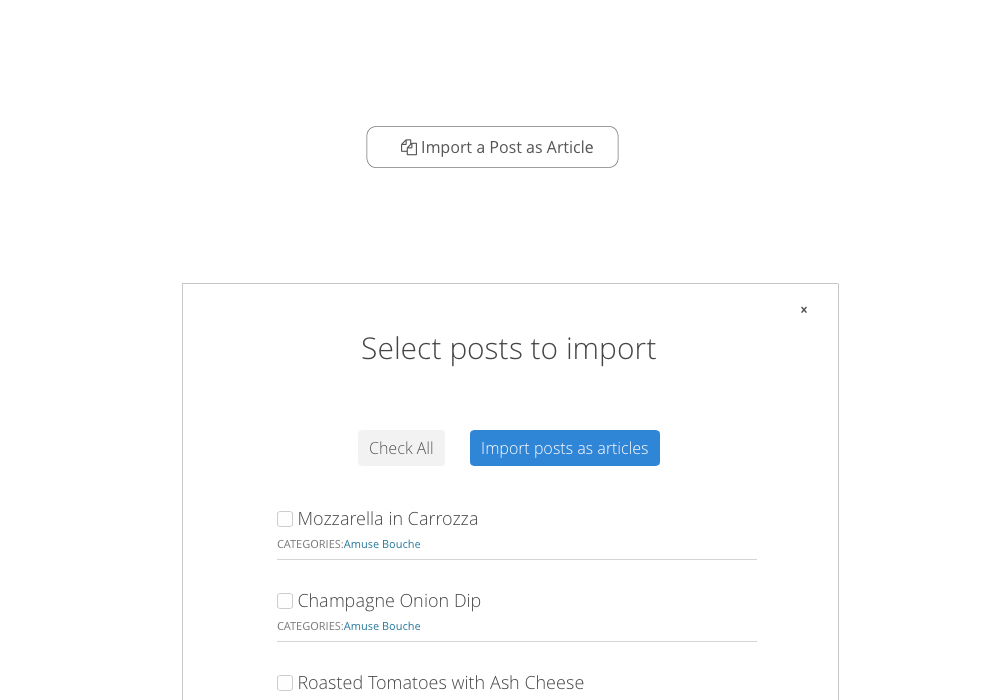 Import a Post as Article
×
Select posts to import
Check All
Import posts as articles
Mozzarella in Carrozza
CATEGORIES:Amuse Bouche
Champagne Onion Dip
CATEGORIES:Amuse Bouche
Roasted Tomatoes with Ash Cheese